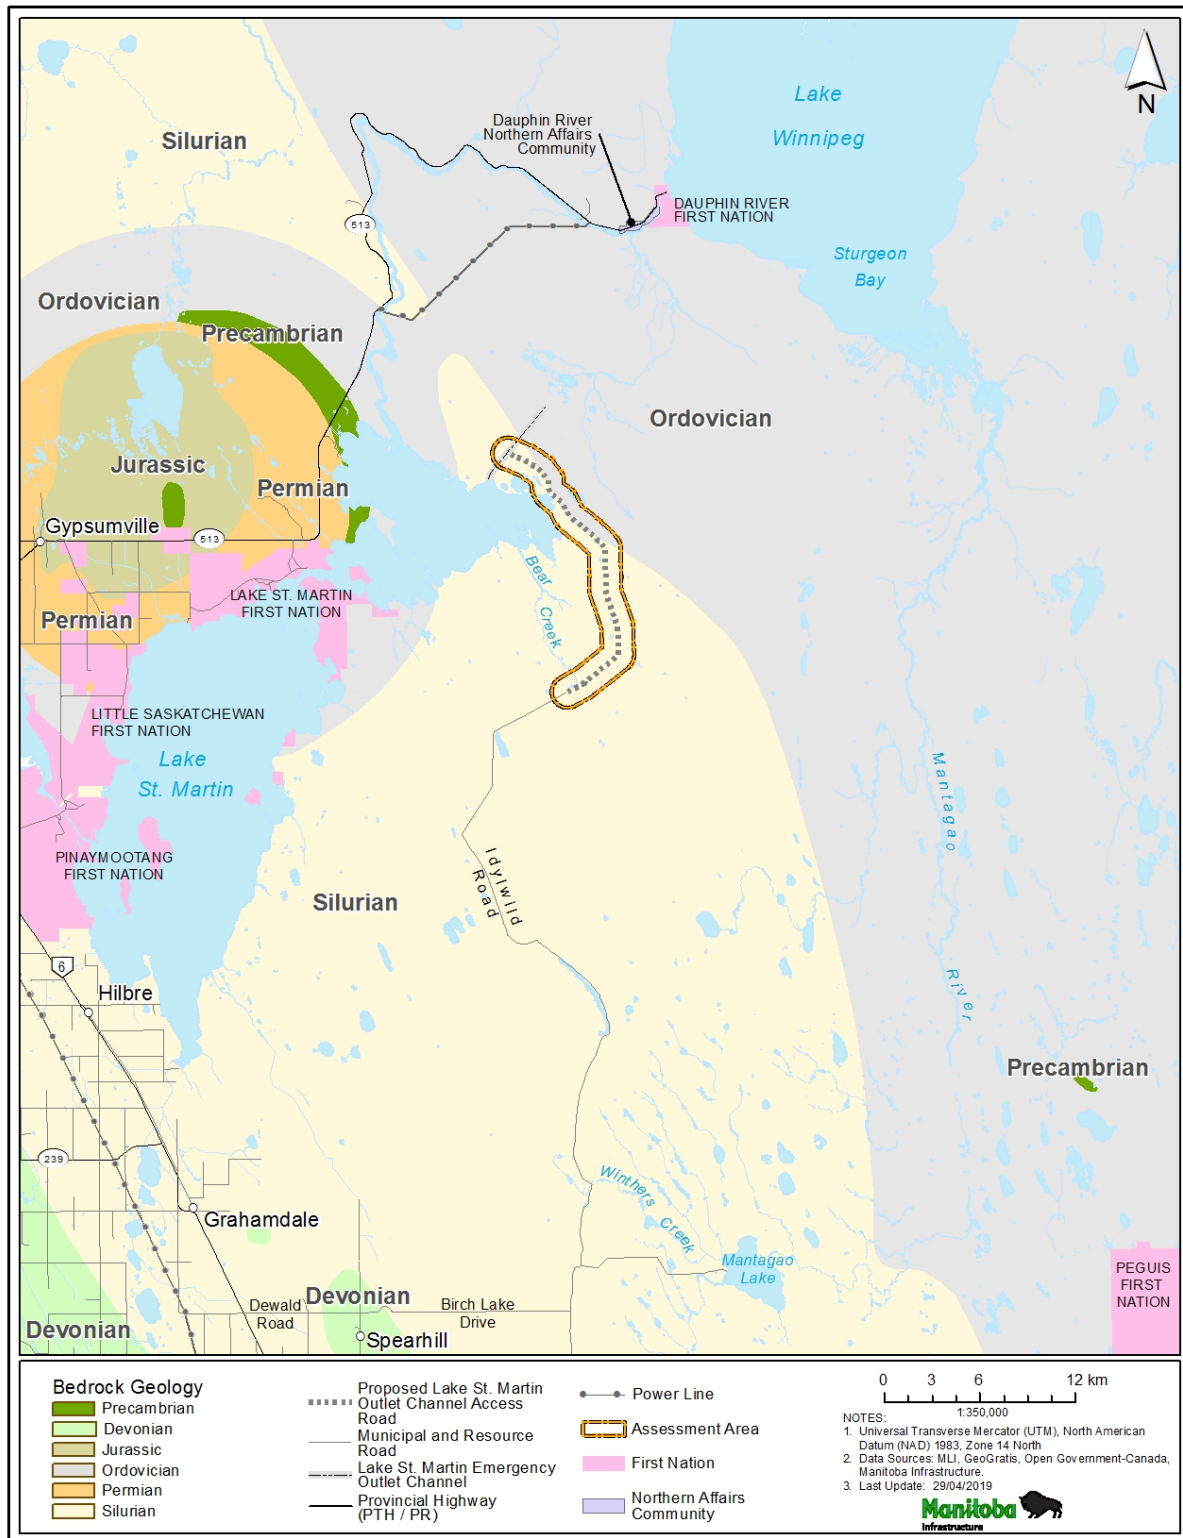 N
Lake
Winnipeg
Dauphin River
Northern Affairs
Community
Silurian
DAUPHIN RIVER
FIRST NATION
513
Sturgeon
Bay
Ordovician
Precambrian
Ordovician
Jurassic
Permian
Gypsumville
513
Bear
Creek
LAKE ST. MARTIN
FIRST NATION
Permian
LITTLE SASKATCHEWAN
FIRST NATION
Lake
St. Martin
Mantagao
River
PINAYMOOTANG
FIRST NATION
Idylwild
Road
Silurian
6
Hilbre
Precambrian
239
Winthers
Creek
Grahamdale
Mantagao
Lake
PEGUIS
FIRST
NATION
Devonian
Dewald
Road
Birch Lake
Drive
Devonian
Spearhill
Bedrock Geology
Precambrian
Devonian
Jurassic
Ordovician
Permian
Silurian
Proposed Lake St. Martin
Outlet Channel Access
Road
Municipal and Resource
Road
Lake St. Martin Emergency
Outlet Channel
Provincial Highway
(PTH / PR)
Power Line
Assessment Area
First Nation
Northern Affairs
Community
0 3 6 12 km
1:350,000
NOTES:
1. Universal Transverse Mercator (UTM), North American
Datum (NAD) 1983, Zone 14 North
2. Data Sources: MLI, GeoGratis, Open Government-Canada,
Manitoba Infrastructure.
3. Last Update: 29/04/2019
Manitoba
Infrastructure